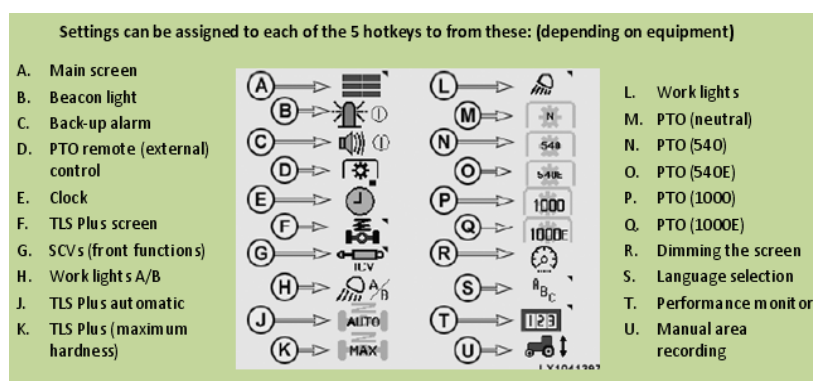 Settings can be assigned to each of the 5 hotkeys to from these: (depending on equipment)
A. Main screen
B. Beacon light
C. Back-up alarm
D. PTO remote (external)
control
E. Clock
F. TLS Plus screen
G. SCVs (front functions)
H. Work lights A/B
J. TLS Plus automatic
K. TLS Plus (maximum
hardness)
A
B
C
D
E
F
G
ICV
H A/B
J AUTO
K MAX
L
M N
N 540
O 540E
P 1000
Q 1000E
R
S ABC
T 123
U
LX1041397
L. Work lights
M. PTO (neutral)
N. PTO (540)
O. PTO (540E)
P. PTO (1000)
Q. PTO (1000E)
R. Dimming the screen
S. Language selection
T. Performance monitor
U. Manual area
recording